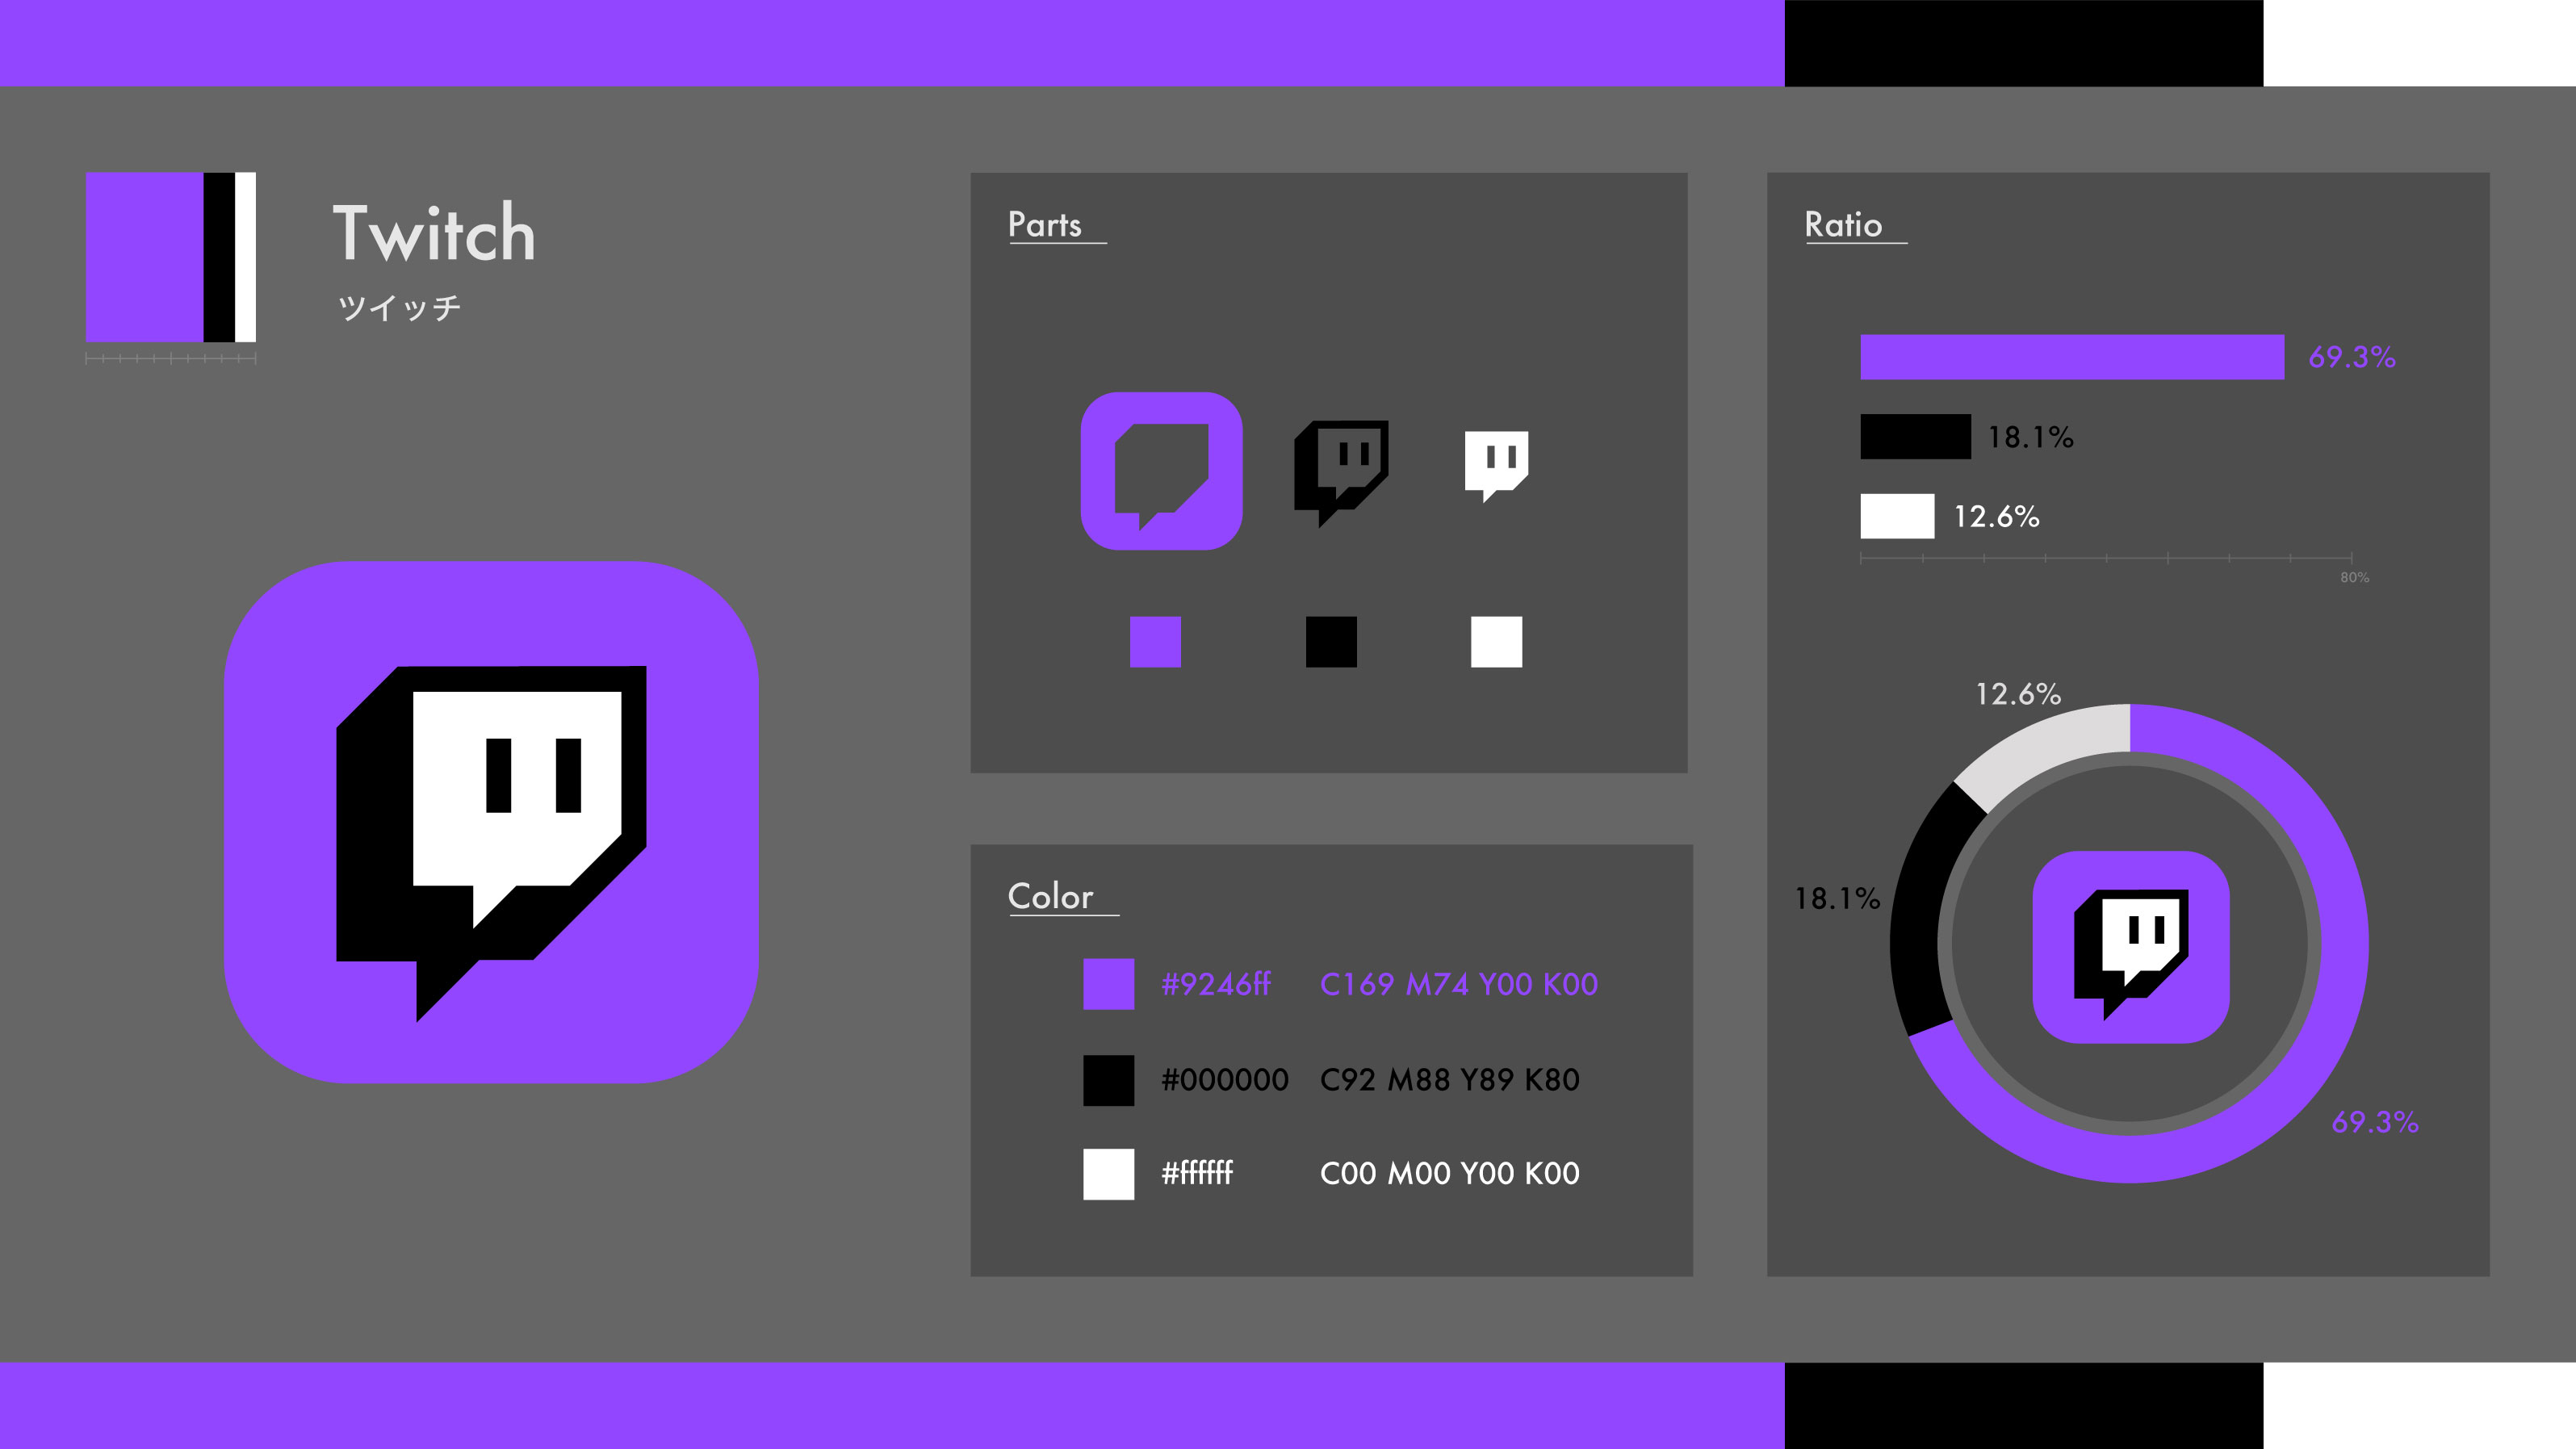 Twitch
ツイッチ
Parts
Color
#9246ff C169 M74 Y00 K00
#000000 C92 M88 Y89 K80
#ffffff C00 M00 Y00 K00
Ratio
69.3%
18.1%
12.6%
80%
12.6%
18.1%
69.3%